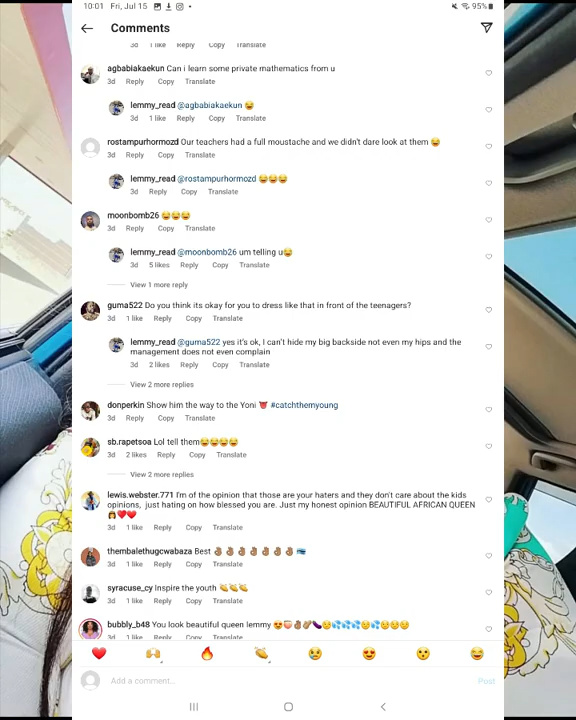 10:01 Fri, Jul 15 95%
Comments
3d 1 like Reply Copy Translate
agbabiakaekun Can i learn some private mathematics from u
3d Reply Copy Translate
lemmy_read @agbabiakaekun 😂
3d 1 like Reply Copy Translate
rostampurhormozd Our teachers had a full moustache and we didn't dare look at them 😂
3d Reply Copy Translate
lemmy_read @rostampurhormozd 😂😂😂
3d Reply Copy Translate
moonbomb26 😂😂😂
3d Reply Copy Translate
lemmy_read @moonbomb26 um telling u😂
3d 5 likes Reply Copy Translate
View 1 more reply
guma522 Do you think its okay for you to dress like that in front of the teenagers?
3d 1 like Reply Copy Translate
lemmy_read @guma522 yes it's ok, I can't hide my big backside not even my hips and the
management does not even complain
3d 2 likes Reply Copy Translate
View 2 more replies
donperkin Show him the way to the Yoni 👅 #catchthemyoung
3d Reply Copy Translate
sb.rapetsoa Lol tell them😂😂😂😂
3d 2 likes Reply Copy Translate
View 2 more replies
lewis.webster.771 I'm of the opinion that those are your haters and they don't care about the kids
opinions, just hating on how blessed you are. Just my honest opinion BEAUTIFUL AFRICAN QUEEN
👸❤️❤️
3d 1 like Reply Copy Translate
thembalethugcwabaza Best 👌🏾👌🏾👌🏾👌🏾👌🏾👌🏾👌🏾🇧🇼
3d 1 like Reply Copy Translate
syracuse_cy Inspire the youth 👏👏👏
3d 1 like Reply Copy Translate
bubbly_b48 You look beautiful queen lemmy
3d 1 like Reply Copy Translate
Add a comment...
Post